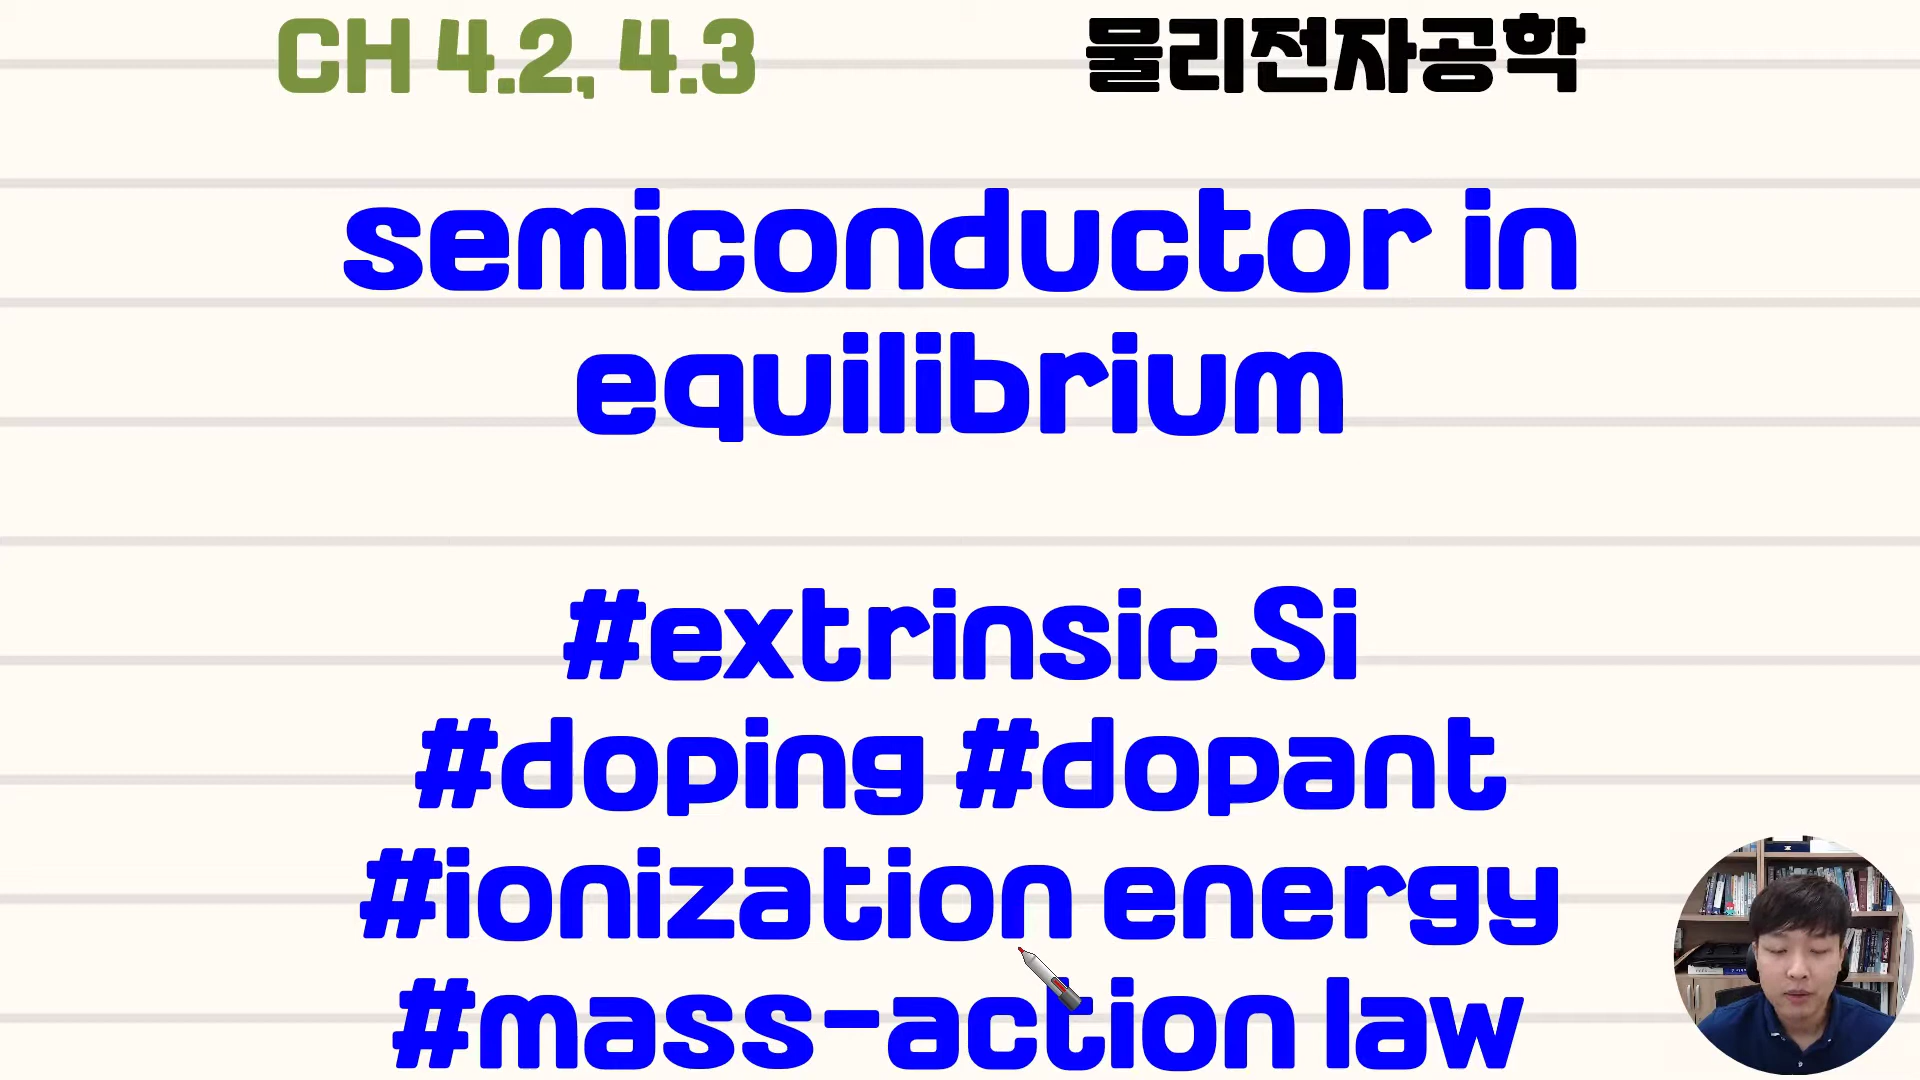 CH 4.2, 4.3 물리전자공학
semiconductor in
equilibrium
#extrinsic Si
#doping #dopant
#ionization energy
#mass-action law